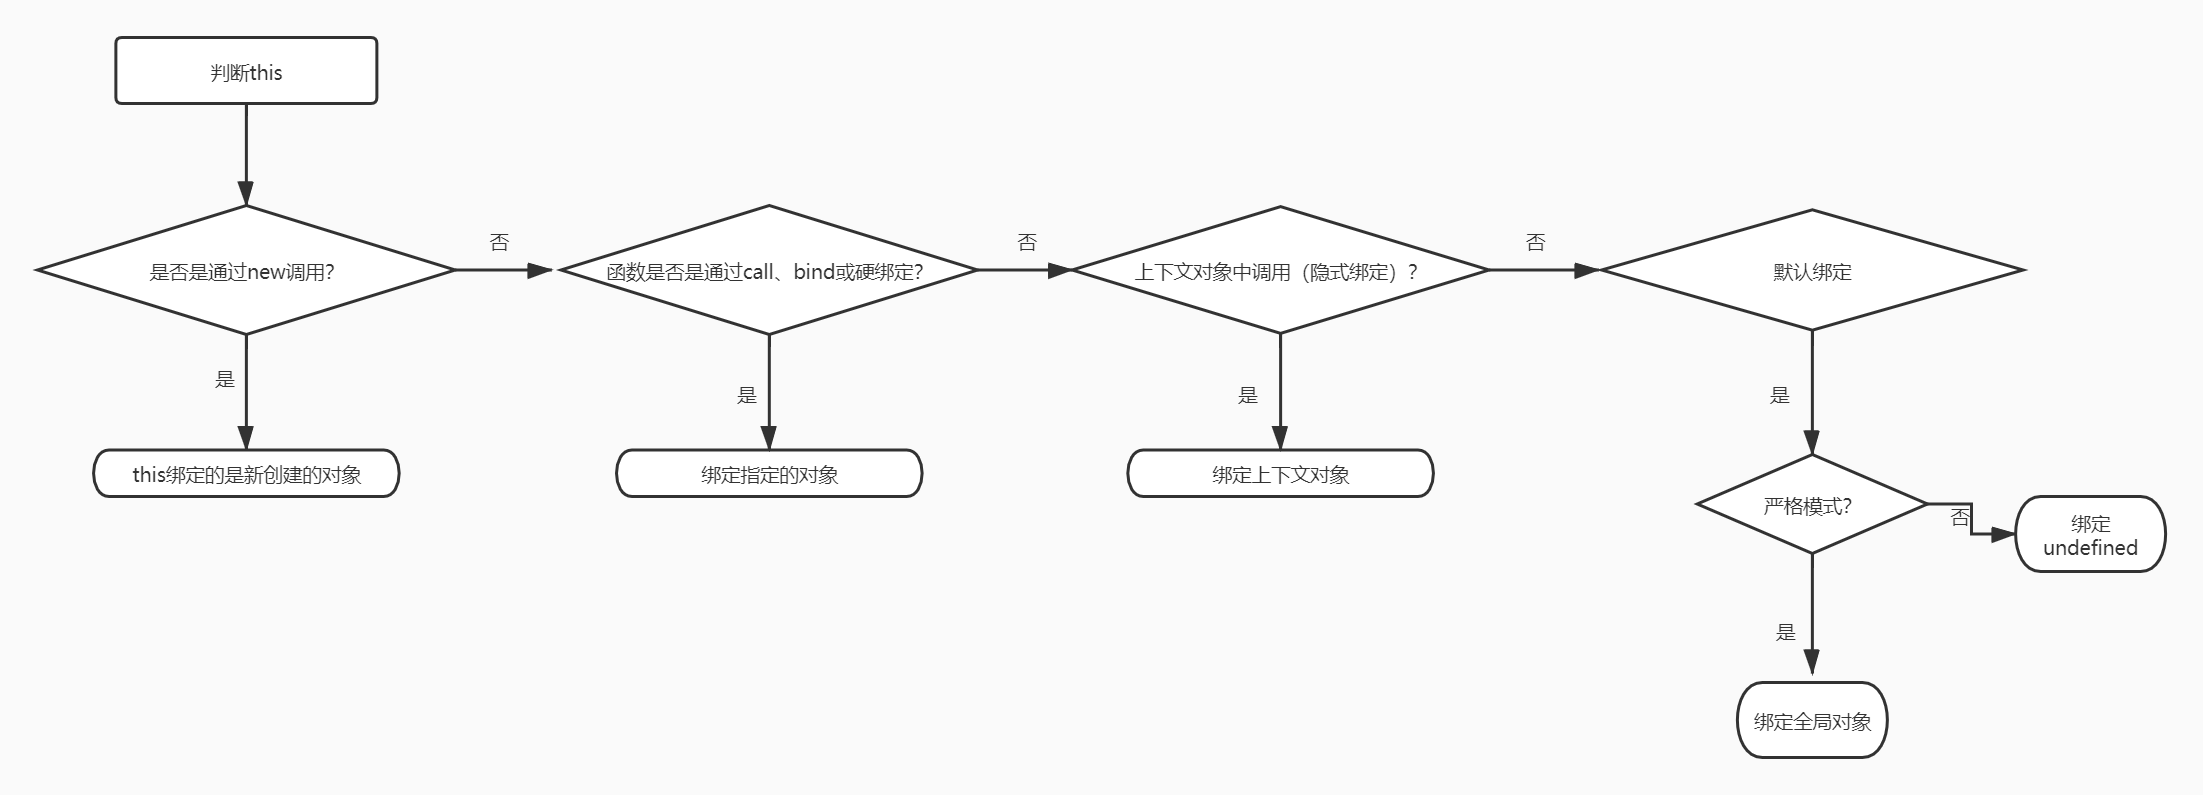 判断this
是否是通过new调用?
否
函数是否是通过call、bind或硬绑定?
否
上下文对象中调用（隐式绑定）?
否
默认绑定
是
是
是
是
this绑定的是新创建的对象
绑定指定的对象
绑定上下文对象
严格模式?
否
绑定
undefined
是
绑定全局对象